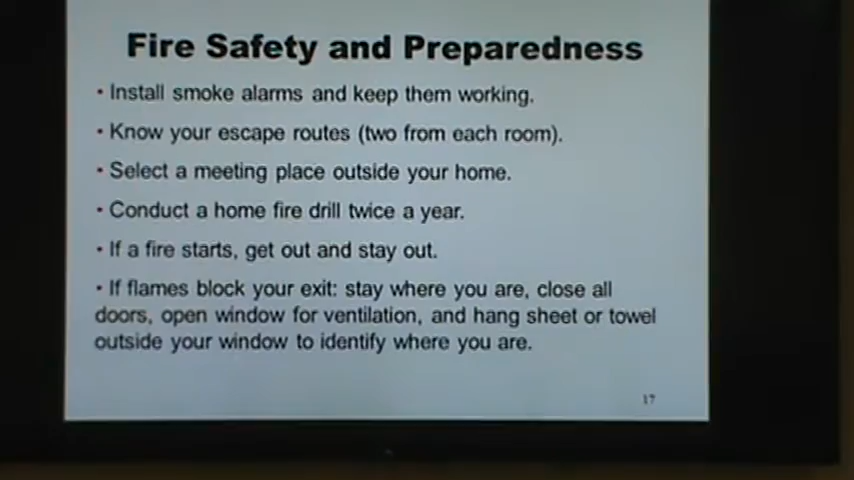 Fire Safety and Preparedness
• Install smoke alarms and keep them working.
• Know your escape routes (two from each room).
• Select a meeting place outside your home.
• Conduct a home fire drill twice a year.
• If a fire starts, get out and stay out.
• If flames block your exit: stay where you are, close all
doors, open window for ventilation, and hang sheet or towel
outside your window to identify where you are.
17